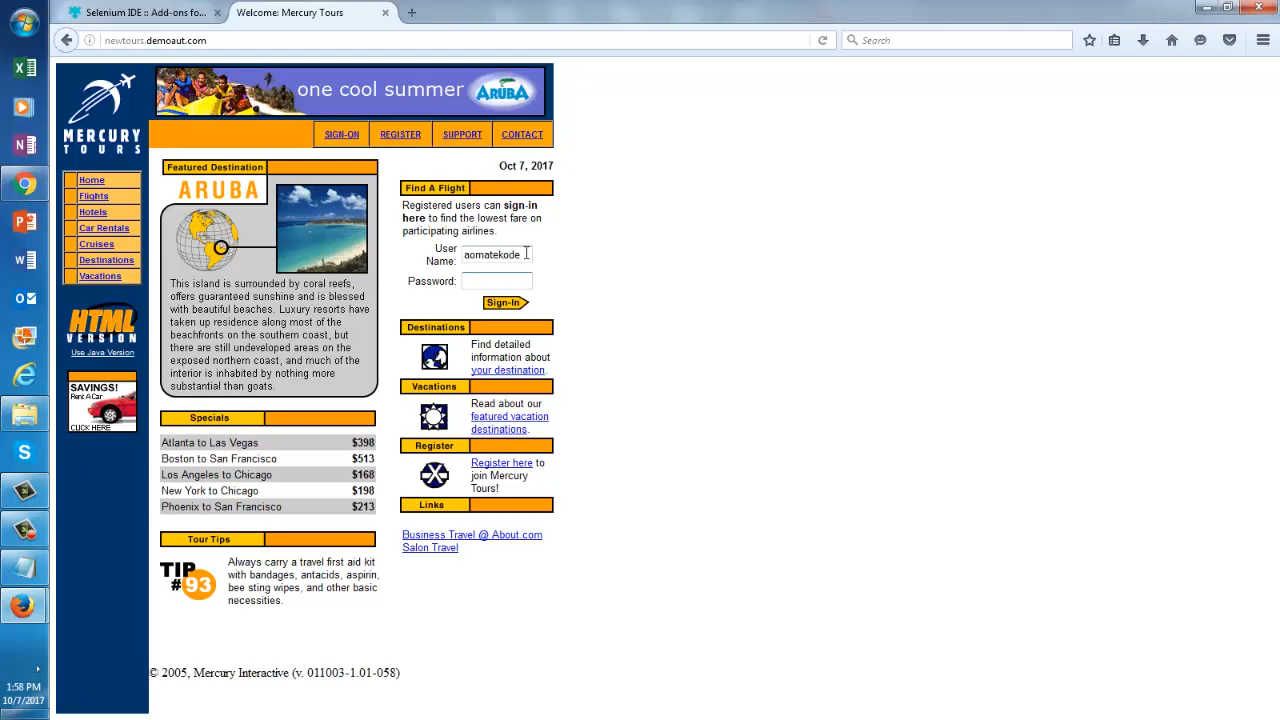 Selenium IDE :: Add-ons fo
Welcome: Mercury Tours
newtours.demoaut.com
Search
MERCURY
TOURS
one cool summer
ARUBA
SIGN-ON
REGISTER
SUPPORT
CONTACT
Home
Flights
Hotels
Car Rentals
Cruises
Destinations
Vacations
HTML
VERSION
Use Java Version
SAVINGS!
Rent A Car
CLICK HERE
Featured Destination
ARUBA
This island is surrounded by coral reefs,
offers guaranteed sunshine and is blessed
with beautiful beaches. Luxury resorts have
taken up residence along most of the
beachfronts on the southern coast, but
there are still undeveloped areas on the
exposed northern coast, and much of the
interior is inhabited by nothing more
substantial than goats.
Specials
Atlanta to Las Vegas $398
Boston to San Francisco $513
Los Angeles to Chicago $168
New York to Chicago $198
Phoenix to San Francisco $213
Tour Tips
TIP
#93
Always carry a travel first aid kit
with bandages, antacids, aspirin,
bee sting wipes, and other basic
necessities.
Oct 7, 2017
Find A Flight
Registered users can sign-in
here to find the lowest fare on
participating airlines.
User
Name:
aomatekode
Password:
Sign-In
Destinations
Find detailed
information about
your destination.
Vacations
Read about our
featured vacation
destinations.
Register
Register here to
join Mercury
Tours!
Links
Business Travel @ About.com
Salon Travel
© 2005, Mercury Interactive (v. 011003-1.01-058)
1:58 PM
10/7/2017